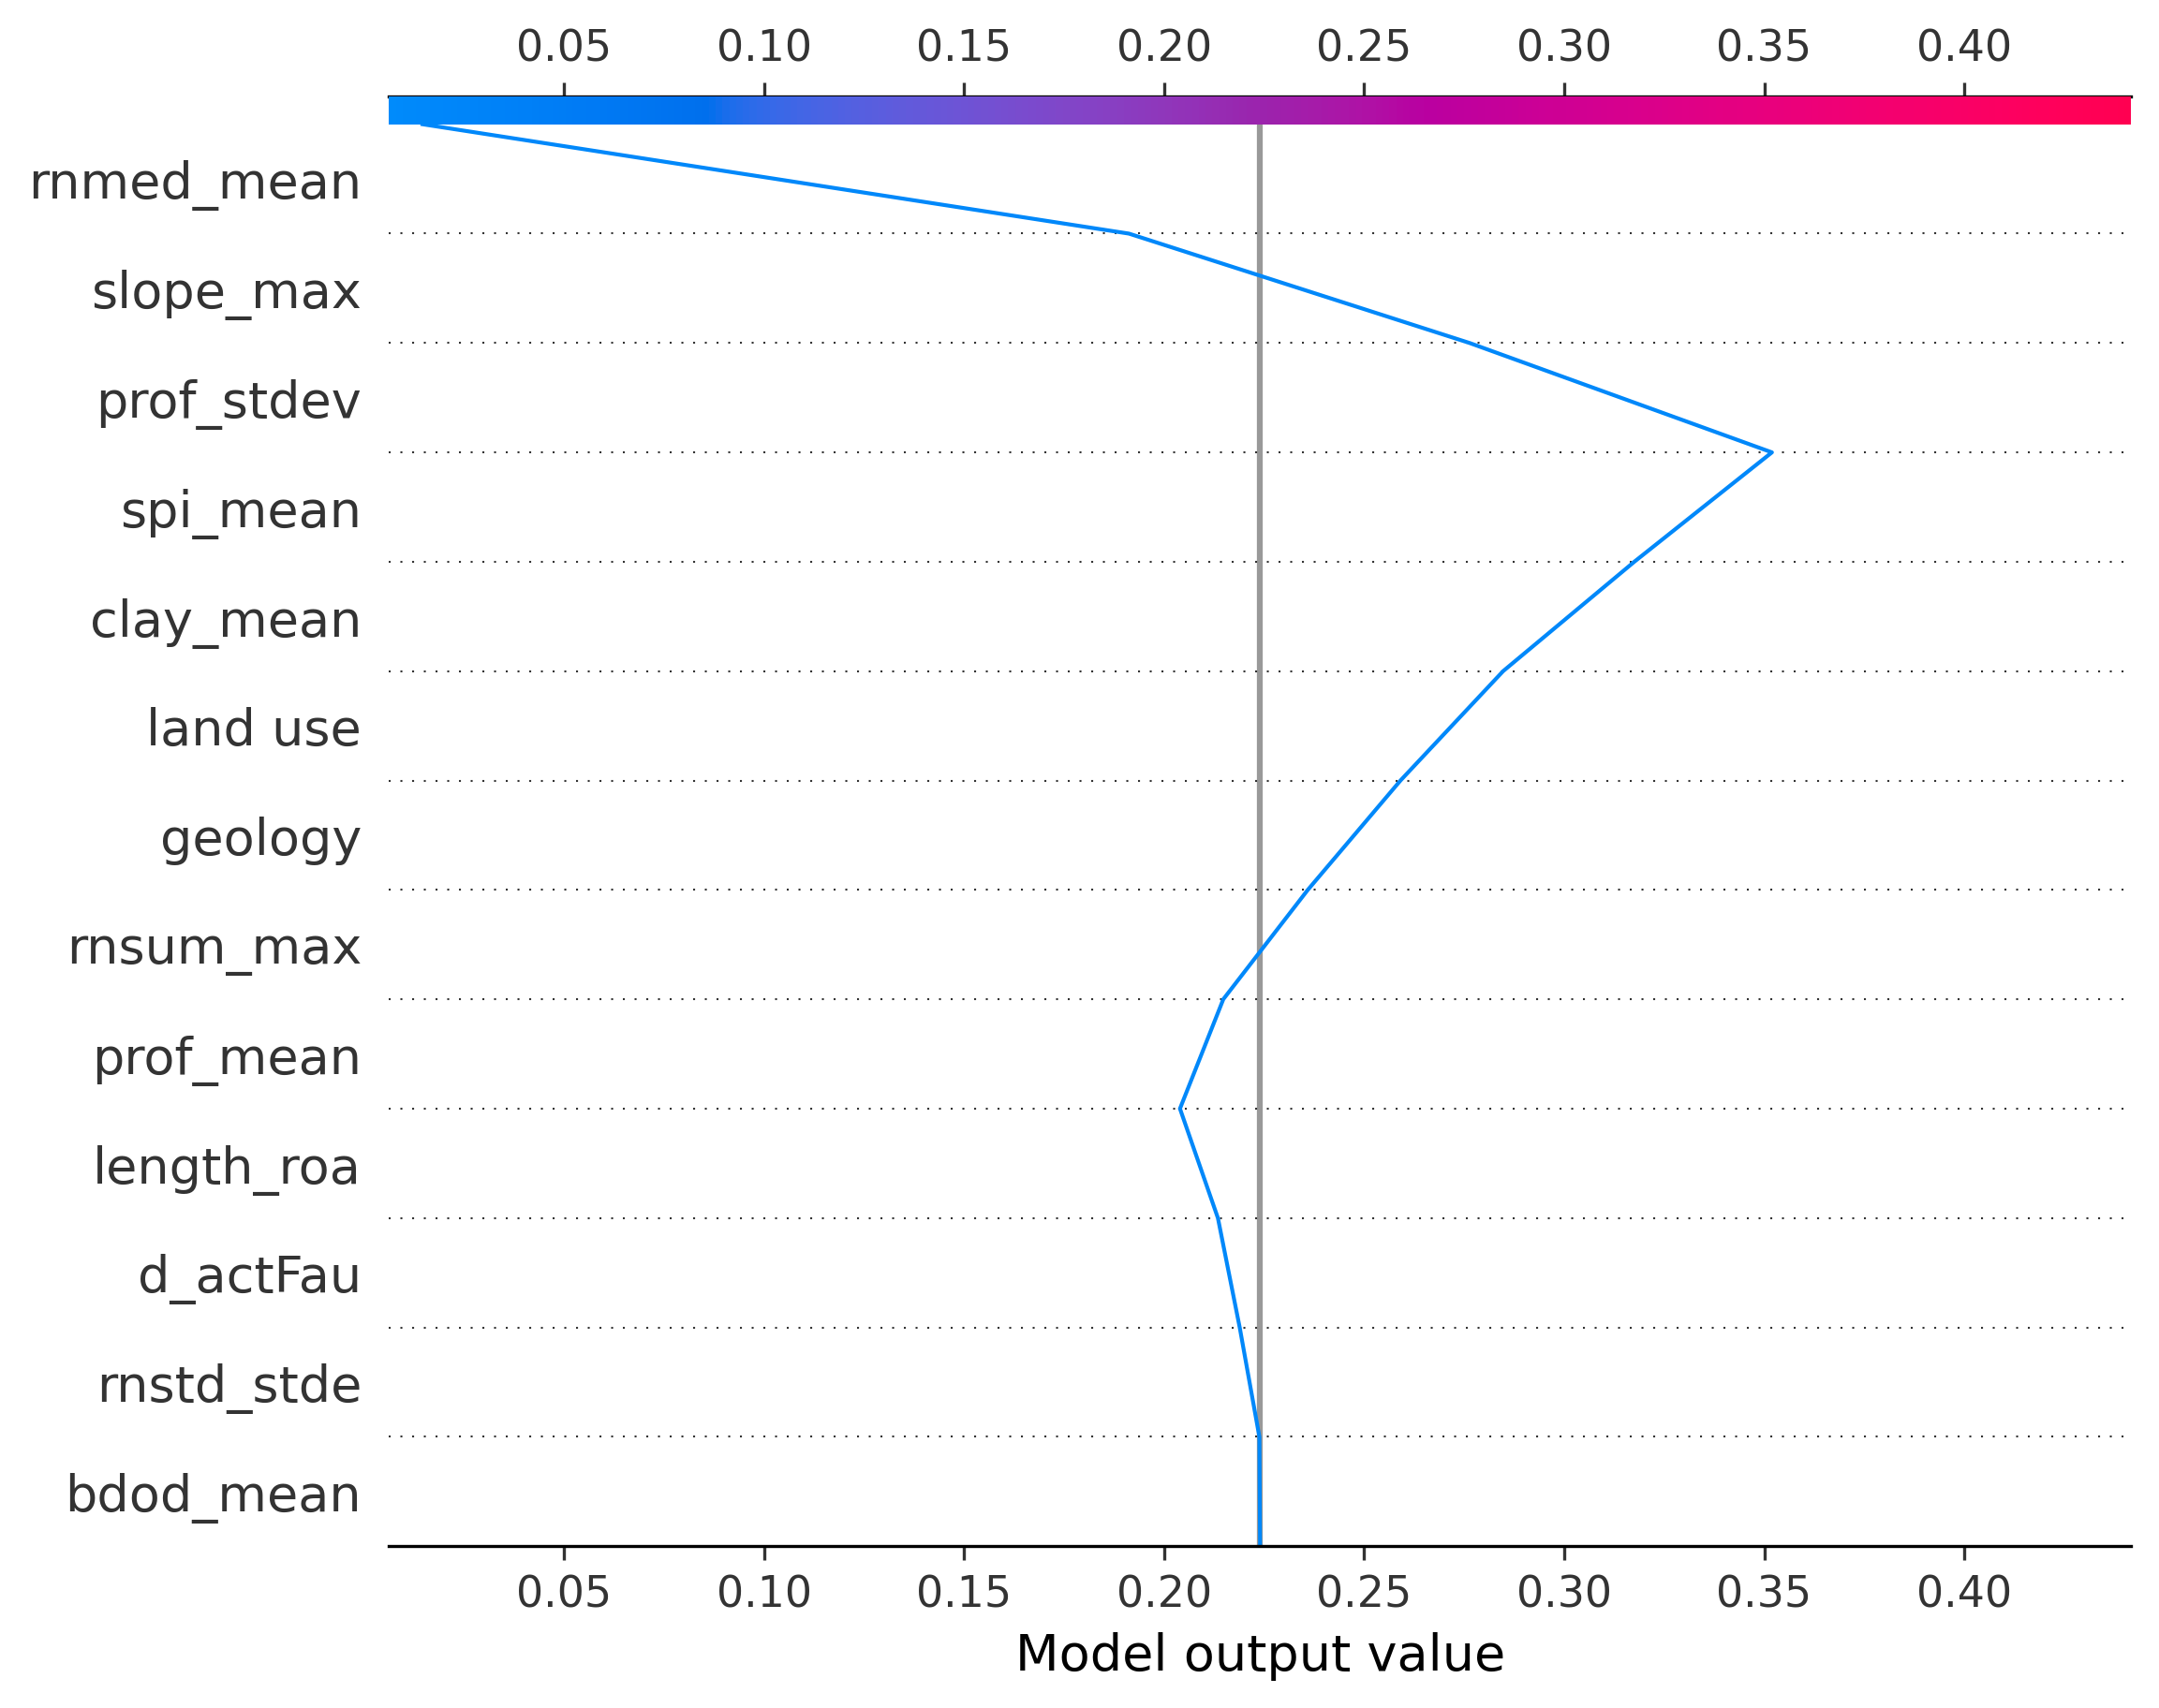 0.05 0.10 0.15 0.20 0.25 0.30 0.35 0.40
rnmed_mean
slope_max
prof_stdev
spi_mean
clay_mean
land use
geology
rnsum_max
prof_mean
length_roa
d_actFau
rnstd_stde
bdod_mean
0.05 0.10 0.15 0.20 0.25 0.30 0.35 0.40
Model output value